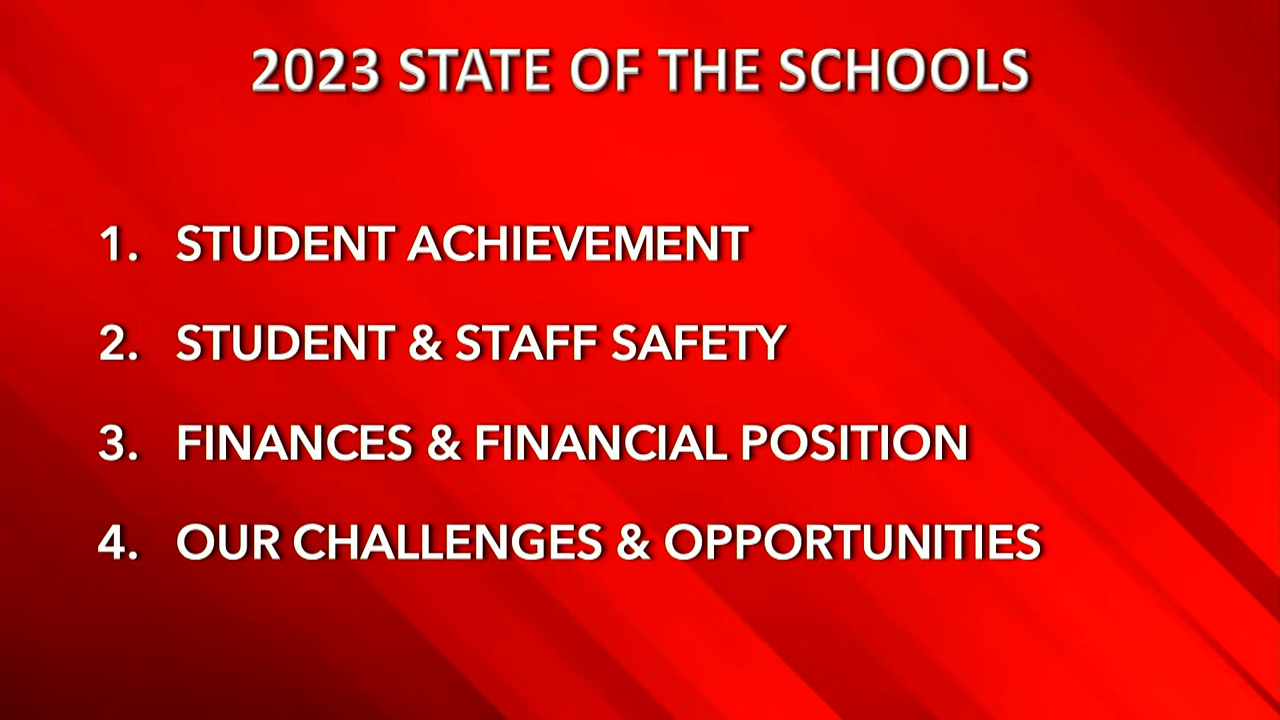 2023 STATE OF THE SCHOOLS
1. STUDENT ACHIEVEMENT
2. STUDENT & STAFF SAFETY
3. FINANCES & FINANCIAL POSITION
4. OUR CHALLENGES & OPPORTUNITIES